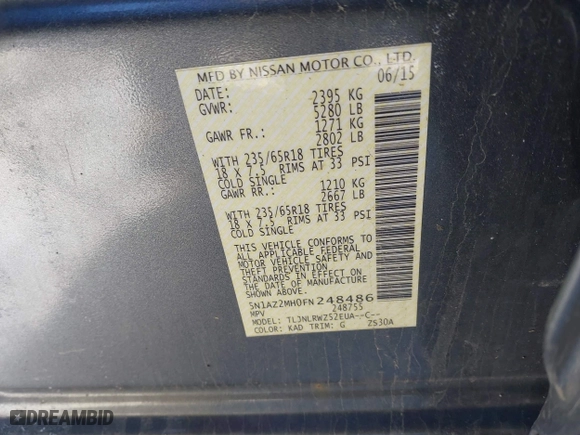 MFD BY NISSAN MOTOR CO., LTD.
DATE: 06/15
GVWR: 2395 KG
5280 LB
GAWR FR.: 1271 KG
2802 LB
WITH 235/65R18 TIRES
18 X 7.5 RIMS AT 33 PSI
COLD SINGLE
GAWR RR.: 1210 KG
2667 LB
WITH 235/65R18 TIRES
18 X 7.5 RIMS AT 33 PSI
COLD SINGLE
THIS VEHICLE CONFORMS TO
ALL APPLICABLE FEDERAL
MOTOR VEHICLE SAFETY AND
THEFT PREVENTION
STANDARDS IN EFFECT ON
THE DATE OF MANUFACTURE
SHOWN ABOVE.
5N1AZ2MH0FN248486
MPV 248755
MODEL: TLJNLRWZ52EUA--C--
COLOR: KAD TRIM: G ZS30A
DREAMBID